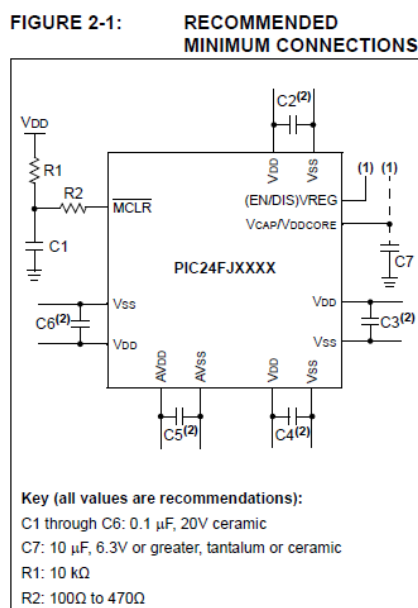 FIGURE 2-1: RECOMMENDED
MINIMUM CONNECTIONS
C2(2)
VDD
R1
R2
VDD
VSS
(1) (1)
MCLR
(EN/DIS)VREG
VCAP/VDDCORE
C1
C7
PIC24FJXXXX
VSS
VDD
C6(2)
C3(2)
VDD
VSS
AVDD
AVSS
VDD
VSS
C5(2)
C4(2)
Key (all values are recommendations):
C1 through C6: 0.1 µF, 20V ceramic
C7: 10 µF, 6.3V or greater, tantalum or ceramic
R1: 10 kΩ
R2: 100Ω to 470Ω